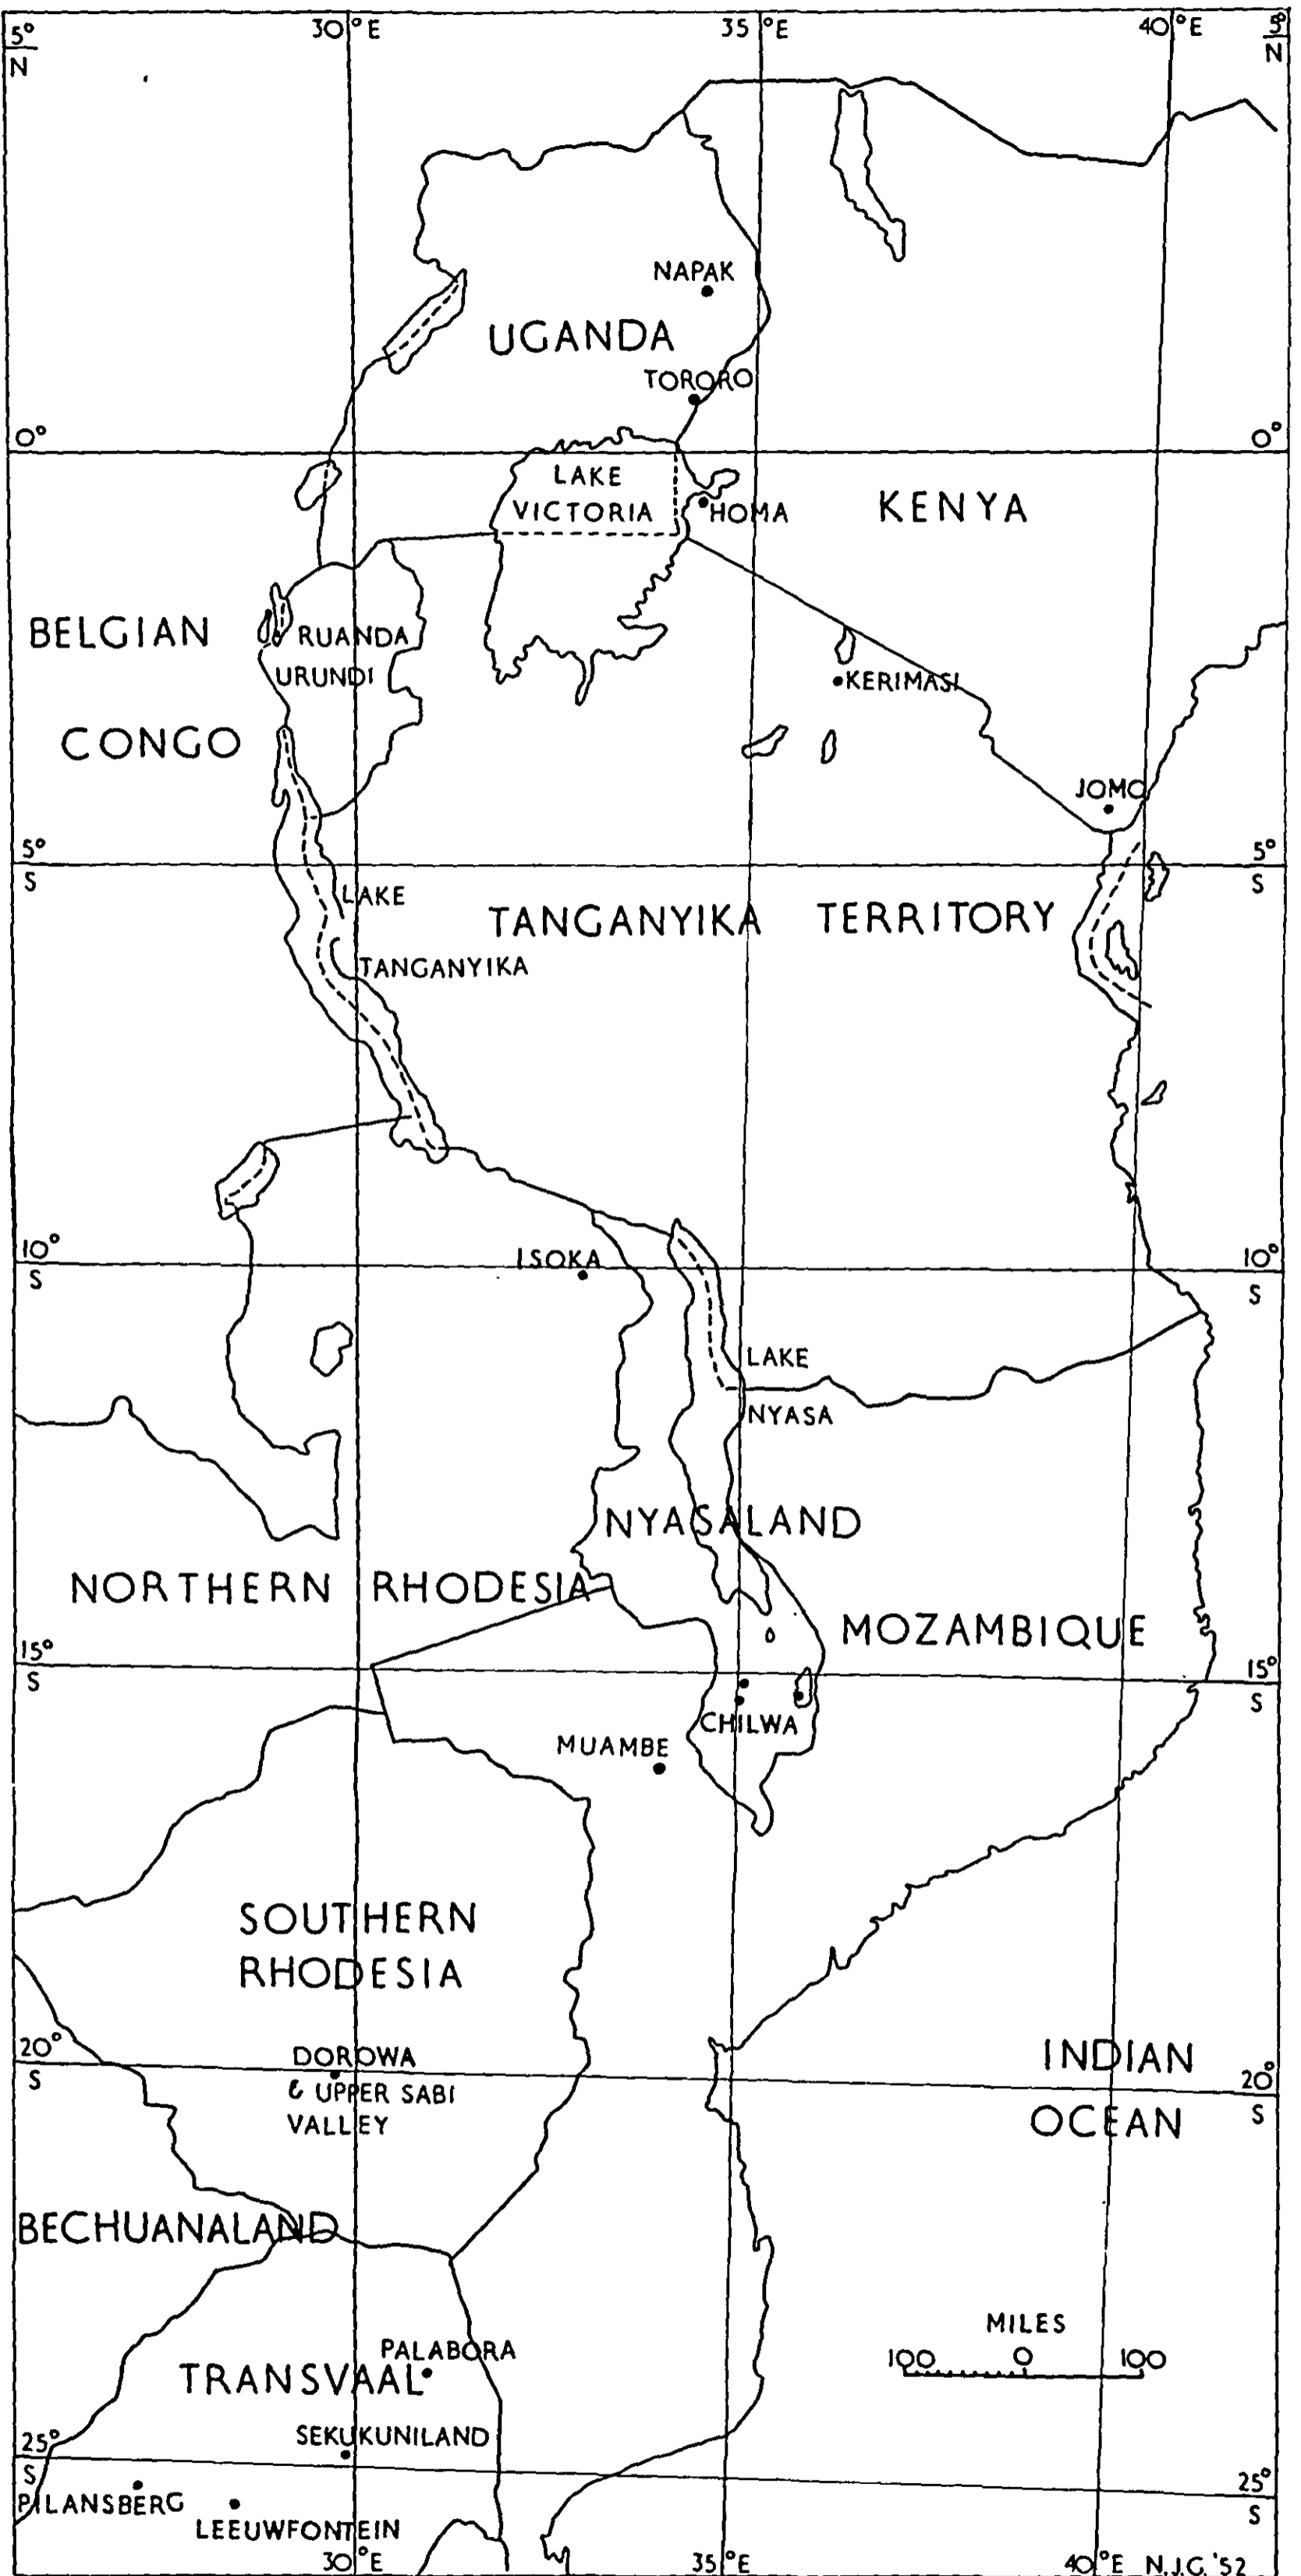 30°E 35°E 40°E
5° N 5° N
NAPAK
UGANDA
TORORO
0° 0°
LAKE
VICTORIA
HOMA
KENYA
BELGIAN
RUANDA
URUNDI
KERIMASI
CONGO
JOMO
5° S 5° S
LAKE
TANGANYIKA TERRITORY
TANGANYIKA
10° S 10° S
ISOKA
LAKE
NYASA
NYASALAND
NORTHERN RHODESIA
MOZAMBIQUE
15° S 15° S
CHILWA
MUAMBE
SOUTHERN
RHODESIA
20° S 20° S
DOROWA
& UPPER SABI
VALLEY
INDIAN
OCEAN
BECHUANALAND
MILES
100 0 100
PALABORA
TRANSVAAL
SEKUKUNILAND
25° S 25° S
PILANSBERG
LEEUWFONTEIN
30°E 35°E 40°E N.J.G.'52